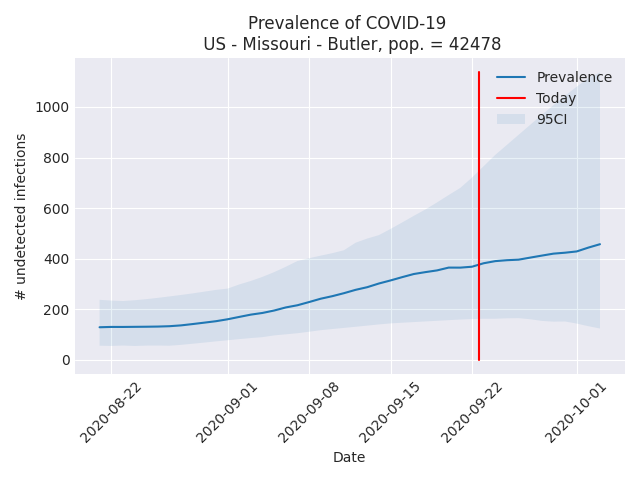 Prevalence of COVID-19
US - Missouri - Butler, pop. = 42478
Prevalence
Today
95CI
# undetected infections
1000
800
600
400
200
0
2020-08-22
2020-09-01
2020-09-08
2020-09-15
2020-09-22
2020-10-01
Date